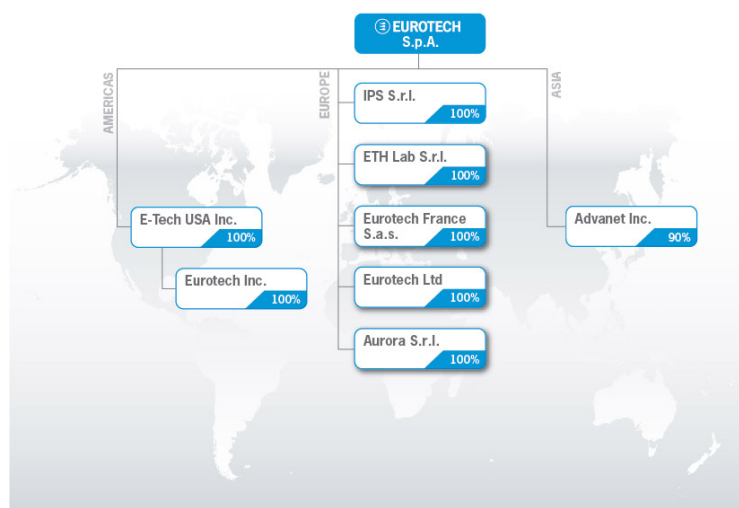 EUROTECH
S.p.A.
AMERICAS
EUROPE
ASIA
IPS S.r.l.
100%
ETH Lab S.r.l.
100%
E-Tech USA Inc.
100%
Eurotech France
S.a.s.
100%
Advanet Inc.
90%
Eurotech Inc.
100%
Eurotech Ltd
100%
Aurora S.r.l.
100%